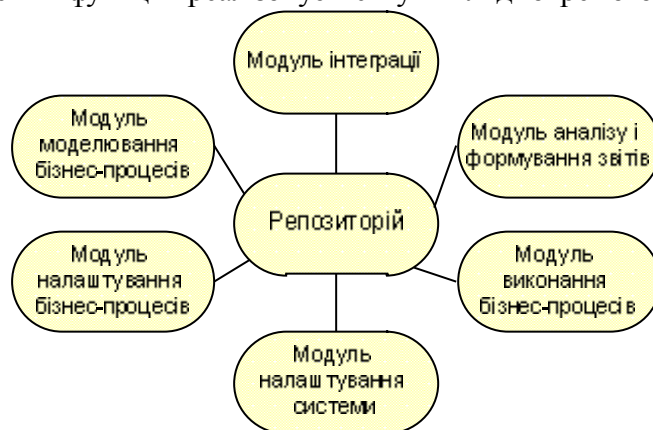 Модуль інтеграції
Модуль
моделювання
бізнес-процесів
Модуль аналізу і
формування звітів
Репозиторій
Модуль
налаштування
бізнес-процесів
Модуль
виконання
бізнес-процесів
Модуль
налаштування
системи